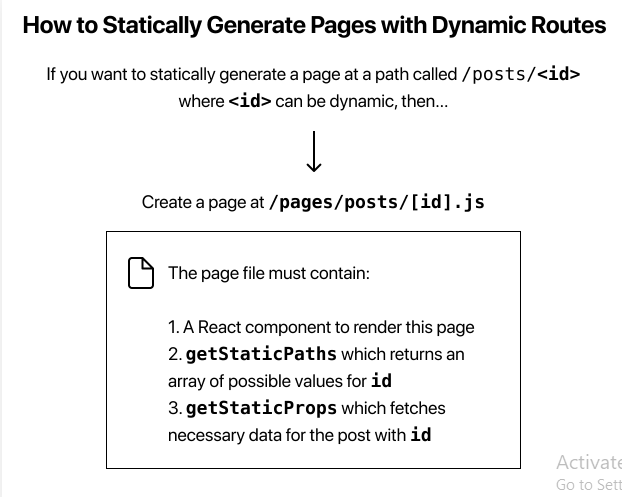 How to Statically Generate Pages with Dynamic Routes
If you want to statically generate a page at a path called /posts/<id>
where <id> can be dynamic, then...
Create a page at /pages/posts/[id].js
The page file must contain:
1. A React component to render this page
2. getStaticPaths which returns an
array of possible values for id
3. getStaticProps which fetches
necessary data for the post with id
Activate
Go to Sett